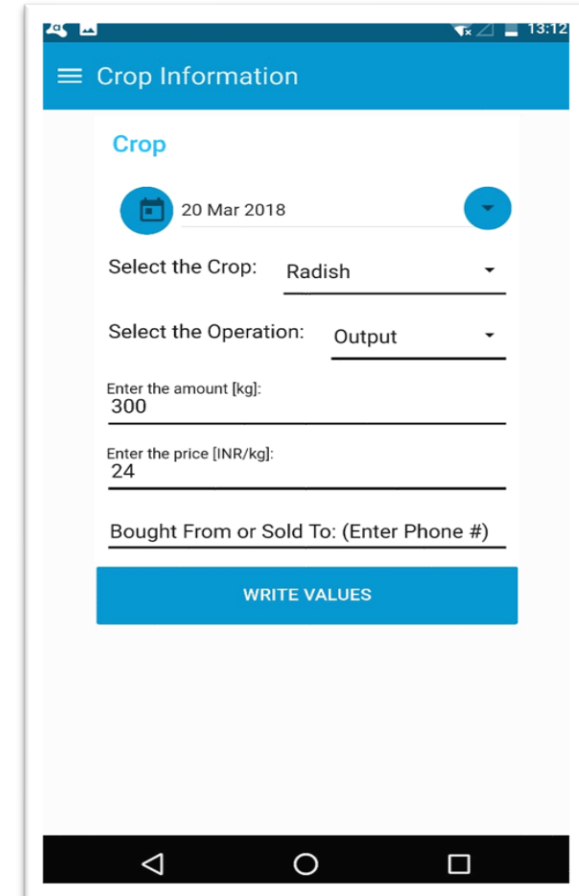 13:12
Crop Information
Crop
20 Mar 2018
Select the Crop: Radish
Select the Operation: Output
Enter the amount [kg]:
300
Enter the price [INR/kg]:
24
Bought From or Sold To: (Enter Phone #)
WRITE VALUES